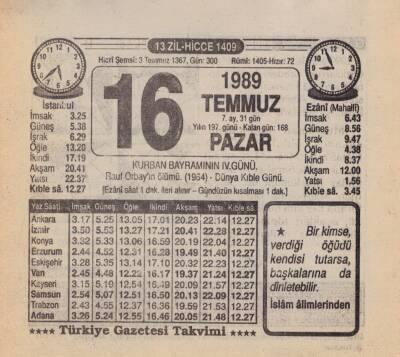 13 ZİL-HİCCE 1409
Hicrî Şemsî: 3 Temmuz 1367, Gün: 300 Rûmî: 1405-Hızır: 72
16
1989
TEMMUZ
7. ay, 31 gün
Yılın 197. günü - Kalan gün: 168
PAZAR
İstanbul
İmsak 3.25
Güneş 5.38
İşrak 6.29
Öğle 13.20
İkindi 17.19
Akşam 20.41
Yatsı 22.37
Kıble sâ. 12.27
Ezânî (Mahallî)
İmsak 6.43
Güneş 8.56
İşrak 9.47
Öğle 4.38
İkindi 8.37
Akşam 12.00
Yatsı 1.56
Kıble sâ. 3.45
KURBAN BAYRAMININ IV.GÜNÜ.
Rauf Orbay'ın ölümü. (1964) - Dünya Kıble Günü.
[Ezânî sâat 1 dak. ileri alınır – Gündüzün kısalması 1 dak.]
Yaz Saati İmsak Güneş Öğle İkindi Akşam Yatsı Kıble sâ.
Ankara 3.17 5.25 13.05 17.01 20.23 22.14 12.27
İzmir 3.50 5.53 13.27 17.21 20.41 22.28 12.27
Konya 3.32 5.33 13.06 16.59 20.19 22.04 12.27
Erzurum 2.44 4.52 12.31 16.28 19.49 21.40 12.27
Eskişehir 3.28 5.35 13.14 17.10 20.32 22.23 12.27
Van 2.45 4.48 12.22 16.17 19.37 21.24 12.27
Kayseri 3.15 5.19 12.54 16.49 20.09 21.57 12.27
Samsun 2.54 5.07 12.51 16.50 20.13 22.09 12.27
Trabzon 2.43 4.55 12.37 16.36 19.59 21.53 12.27
Adana 3.26 5.24 12.55 16.46 20.05 21.48 12.27
★ Bir kimse,
verdiği öğüdü
kendisi tutarsa,
başkalarına da
dinletebilir.
İslâm âlimlerinden
★★★★ Türkiye Gazetesi Takvimi ★★★★